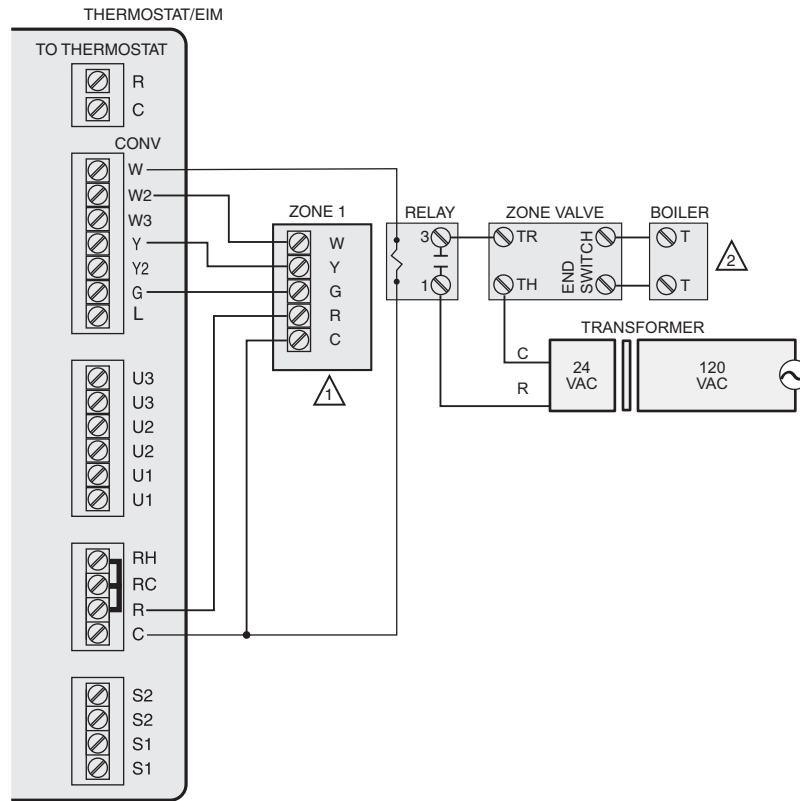 THERMOSTAT/EIM
TO THERMOSTAT
R
C
CONV
W
W2
W3
Y
Y2
G
L
U3
U3
U2
U2
U1
U1
RH
RC
R
C
S2
S2
S1
S1
ZONE 1
W
Y
G
R
C
1
RELAY
3
1
ZONE VALVE
TR
TH
END
SWITCH
BOILER
T
T
2
TRANSFORMER
C
R
24
VAC
120
VAC